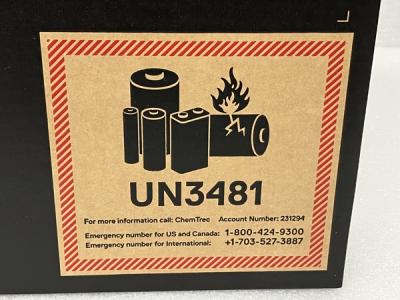 UN3481
For more information call: ChemTrec Account Number: 231294
Emergency number for US and Canada: 1-800-424-9300
Emergency number for International: +1-703-527-3887